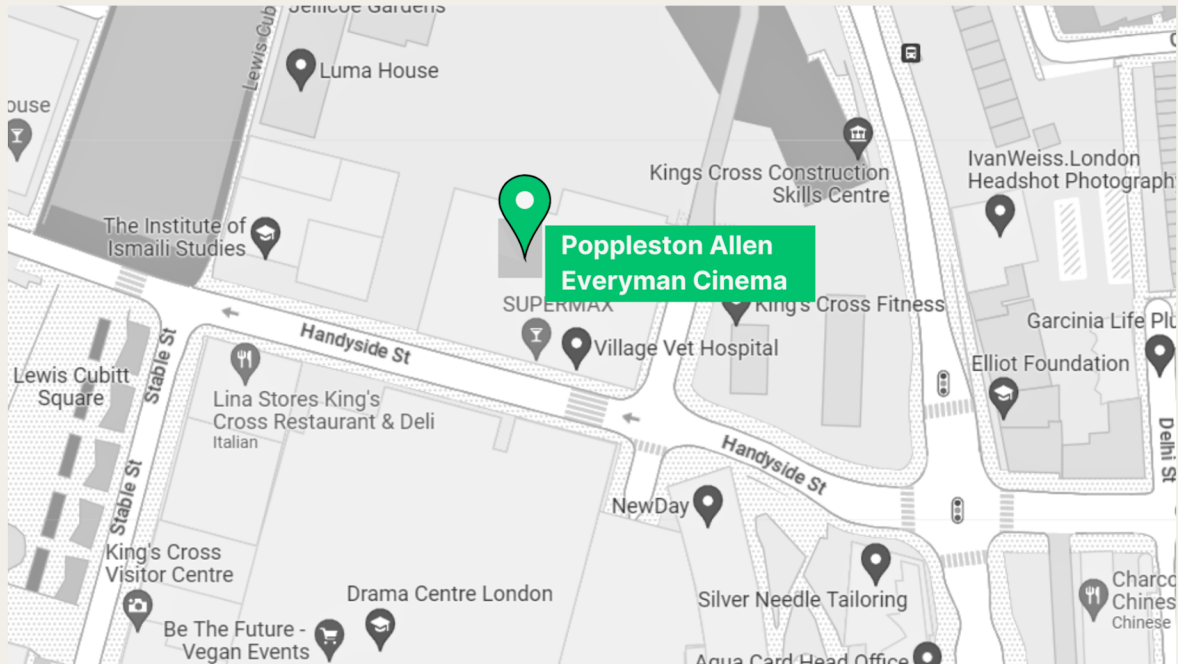 Jellicoe Gardens
Lewis Cub
Luma House
ouse
Kings Cross Construction
Skills Centre
IvanWeiss.London
Headshot Photograph
The Institute of
Ismaili Studies
Poppleston Allen
Everyman Cinema
SUPERMAX
King's Cross Fitness
Garcinia Life Plu
Handyside St
Village Vet Hospital
Elliot Foundation
Stable St
Lewis Cubitt
Square
Lina Stores King's
Cross Restaurant & Deli
Italian
Handyside St
Delhi St
Stable St
NewDay
King's Cross
Visitor Centre
Drama Centre London
Silver Needle Tailoring
Charco
Chines
Chinese
Be The Future -
Vegan Events
Aqua Card Head Office